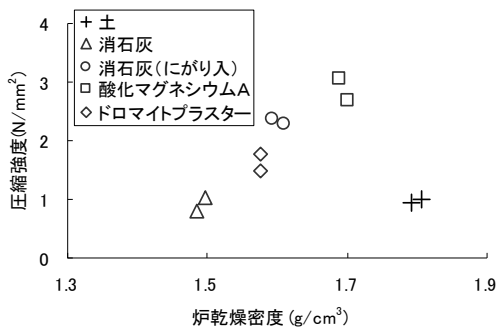 4
3
2
1
0
圧縮強度(N/mm²)
土
消石灰
消石灰(にがり入)
酸化マグネシウムA
ドロマイトプラスター
1.3 1.5 1.7 1.9
炉乾燥密度 (g/cm³)